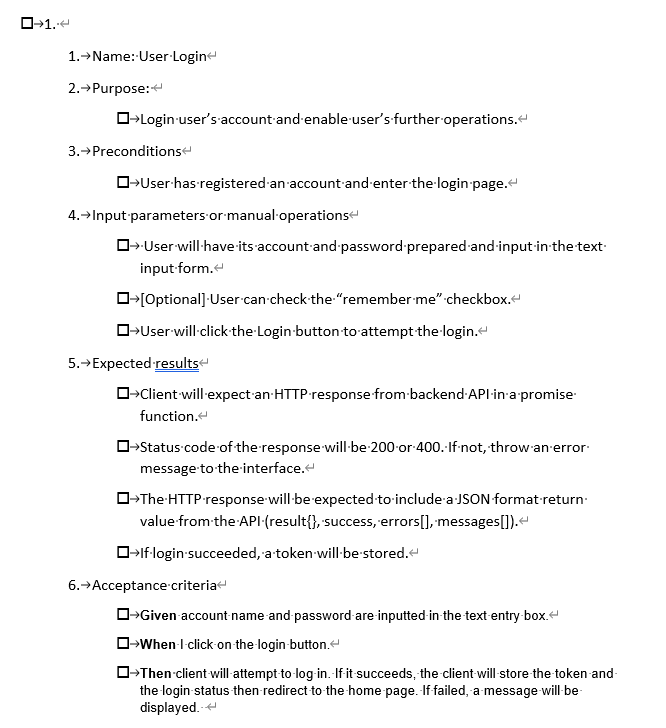 1.
1. Name: User Login
2. Purpose:
Login user’s account and enable user’s further operations.
3. Preconditions
User has registered an account and enter the login page.
4. Input parameters or manual operations
User will have its account and password prepared and input in the text
input form.
[Optional] User can check the “remember me” checkbox.
User will click the Login button to attempt the login.
5. Expected results
Client will expect an HTTP response from backend API in a promise
function.
Status code of the response will be 200 or 400. If not, throw an error
message to the interface.
The HTTP response will be expected to include a JSON format return
value from the API (result{}, success, errors[], messages[]).
If login succeeded, a token will be stored.
6. Acceptance criteria
Given account name and password are inputted in the text entry box.
When I click on the login button.
Then client will attempt to log in. If it succeeds, the client will store the token and
the login status then redirect to the home page. If failed, a message will be
displayed.